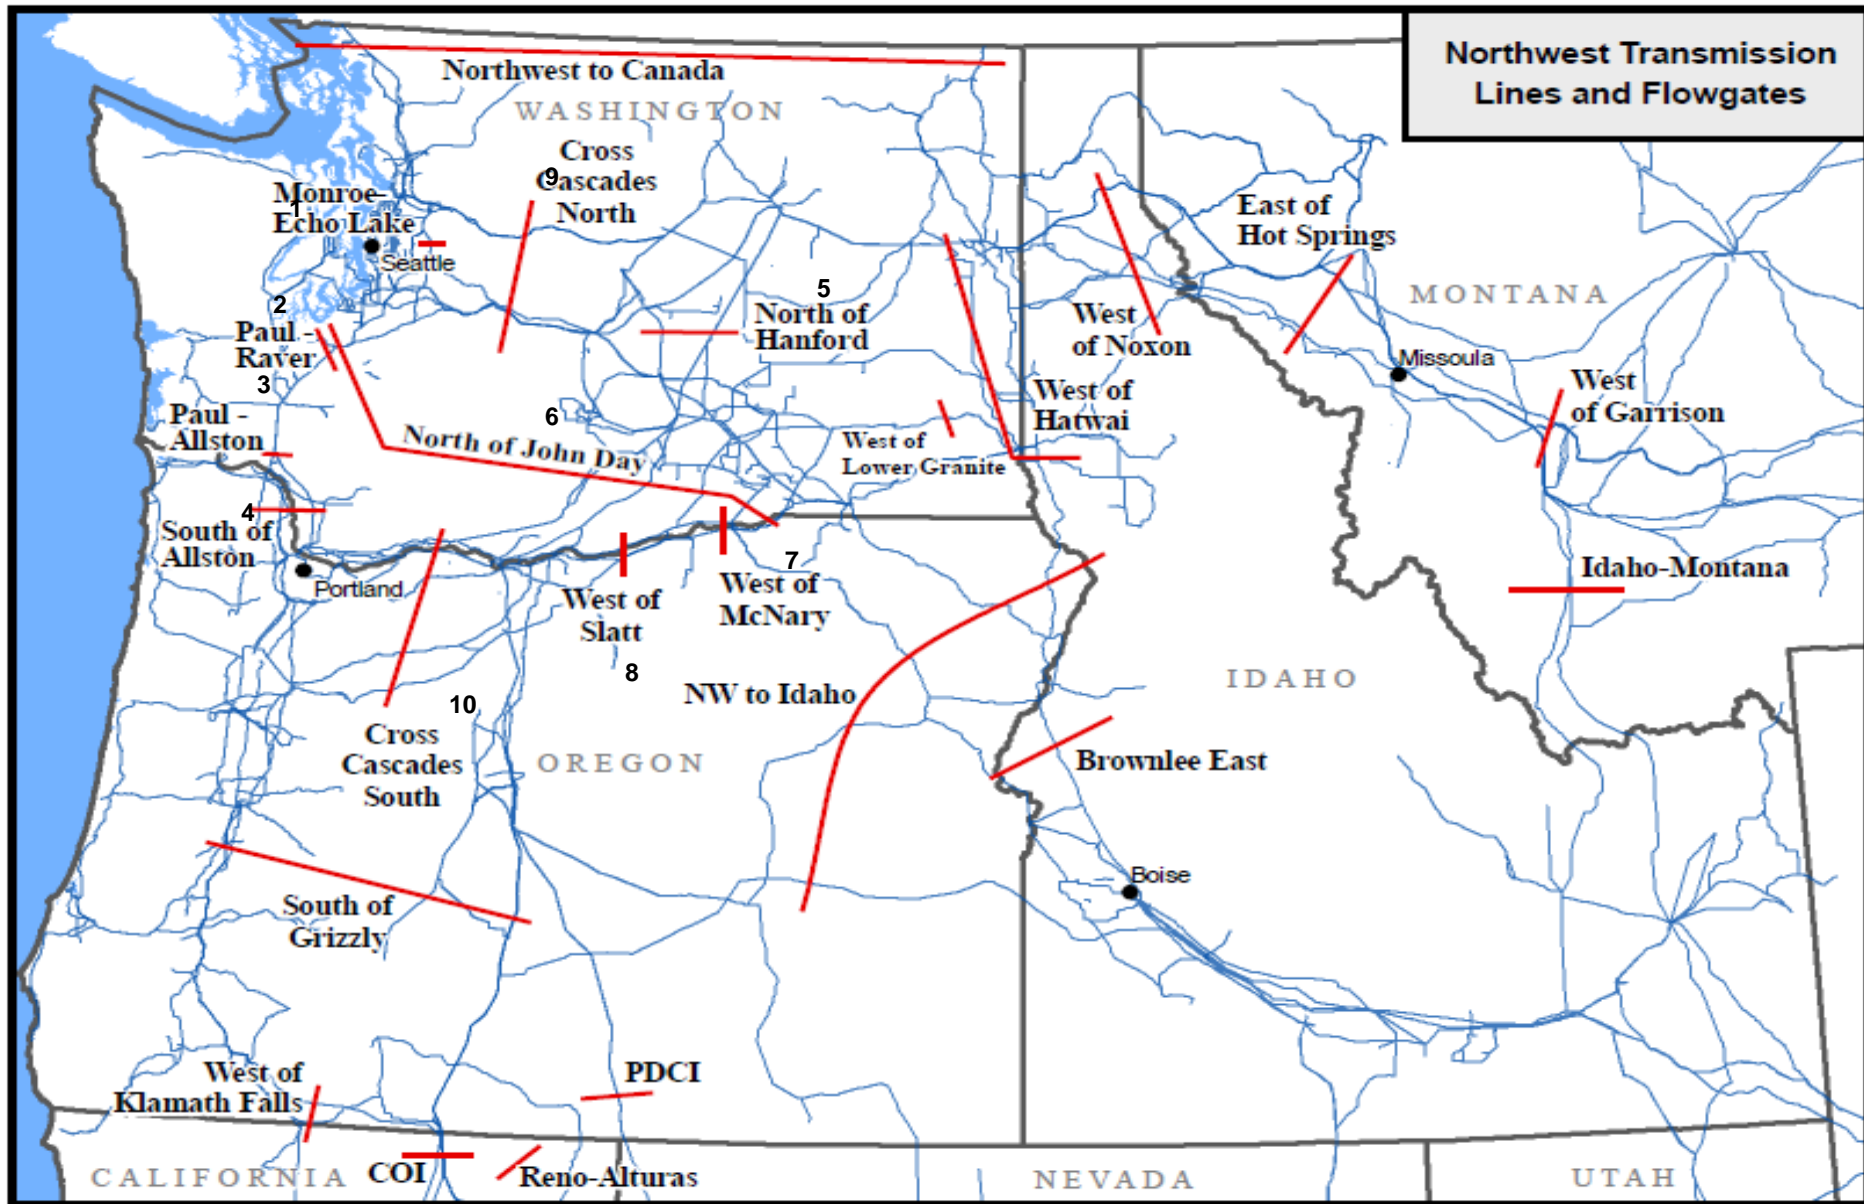 Northwest Transmission
Lines and Flowgates
Northwest to Canada
WASHINGTON
Cross
Cascades
North
9
Monroe-
Echo Lake
1
Seattle
East of
Hot Springs
MONTANA
2
Paul -
Raver
5
North of
Hanford
West
of Noxon
Missoula
3
Paul -
Allston
6
North of John Day
West of
Lower Granite
West of
Hatwai
West
of Garrison
4
South of
Allston
Portland
West of
Slatt
7
West of
McNary
Idaho-Montana
8
NW to Idaho
IDAHO
10
Cross
Cascades
South
OREGON
Brownlee East
South of
Grizzly
Boise
West of
Klamath Falls
PDCI
CALIFORNIA
COI
Reno-Alturas
NEVADA
UTAH